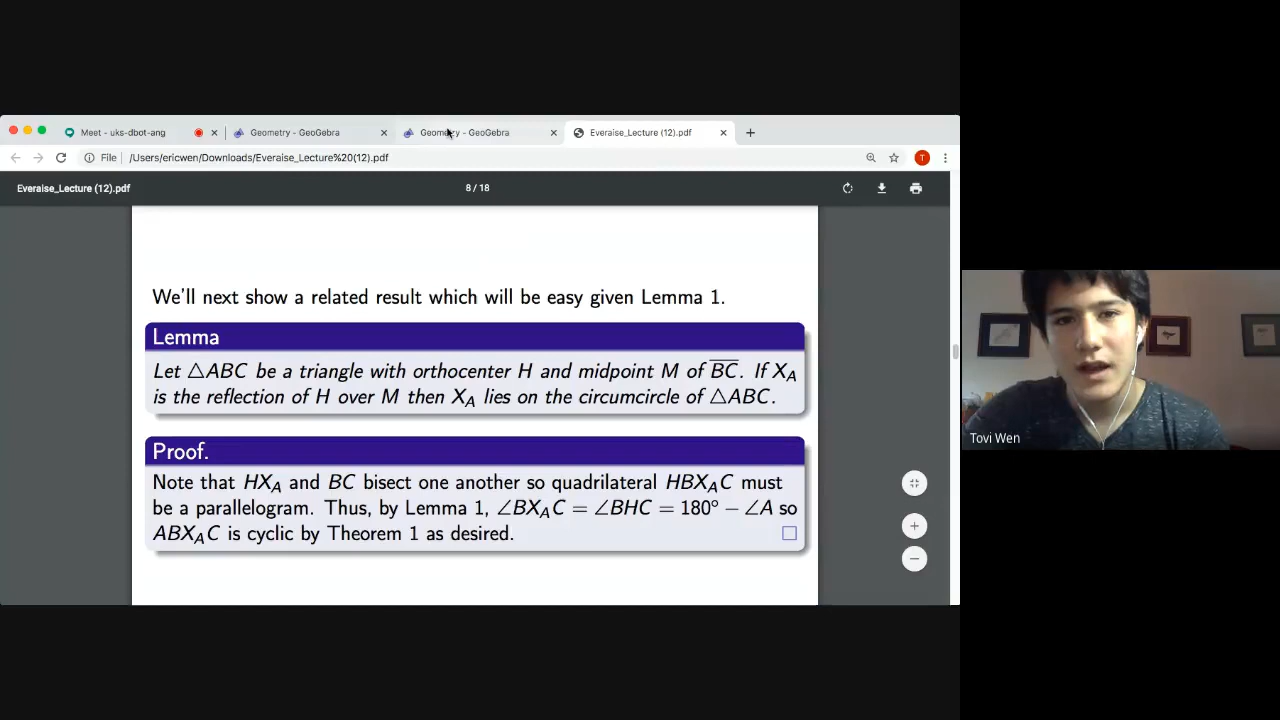 Meet - uks-dbot-ang
Geometry - GeoGebra
Geometry - GeoGebra
Everaise_Lecture (12).pdf
File /Users/ericwen/Downloads/Everaise_Lecture%20(12).pdf
T
Everaise_Lecture (12).pdf
8 / 18
We'll next show a related result which will be easy given Lemma 1.
Lemma
Let △ABC be a triangle with orthocenter H and midpoint M of B̅C̅. If X_A
is the reflection of H over M then X_A lies on the circumcircle of △ABC.
Proof.
Note that HX_A and BC bisect one another so quadrilateral HBX_AC must
be a parallelogram. Thus, by Lemma 1, ∠BX_AC = ∠BHC = 180° − ∠A so
ABX_AC is cyclic by Theorem 1 as desired. □
Tovi Wen